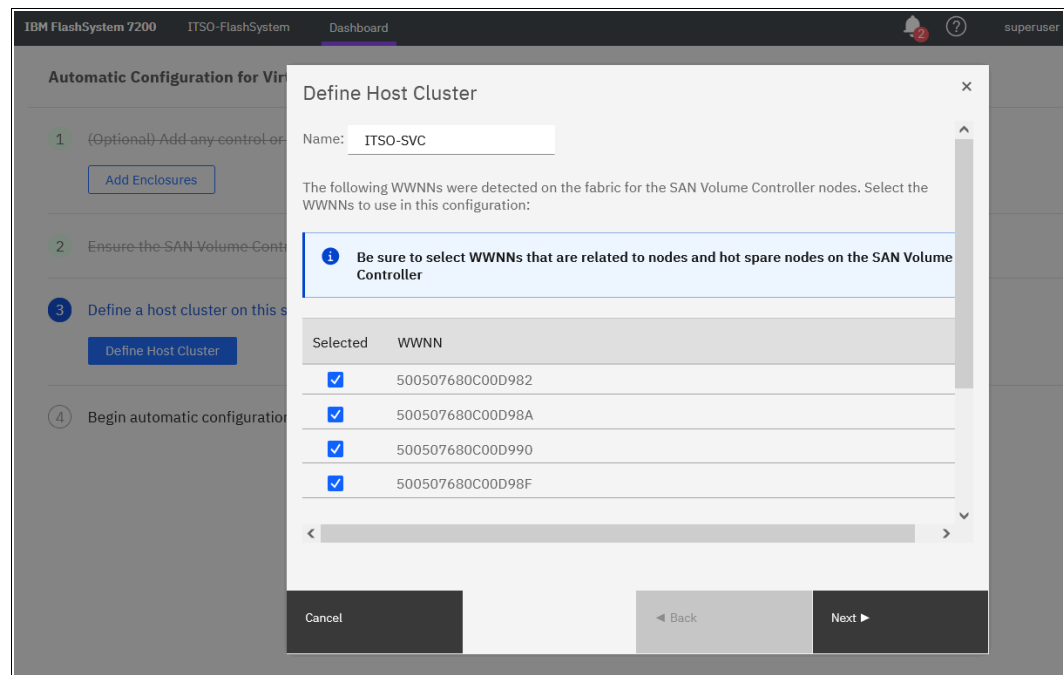 IBM FlashSystem 7200 ITSO-FlashSystem Dashboard 2 ? superuser
Automatic Configuration for Vir
1 (Optional) Add any control or
Add Enclosures
2 Ensure the SAN Volume Cont
3 Define a host cluster on this s
Define Host Cluster
4 Begin automatic configuration
Define Host Cluster ×
Name: ITSO-SVC
The following WWNNs were detected on the fabric for the SAN Volume Controller nodes. Select the
WWNNs to use in this configuration:
Be sure to select WWNNs that are related to nodes and hot spare nodes on the SAN Volume
Controller
Selected WWNN
500507680C00D982
500507680C00D98A
500507680C00D990
500507680C00D98F
Cancel ◄ Back Next ►